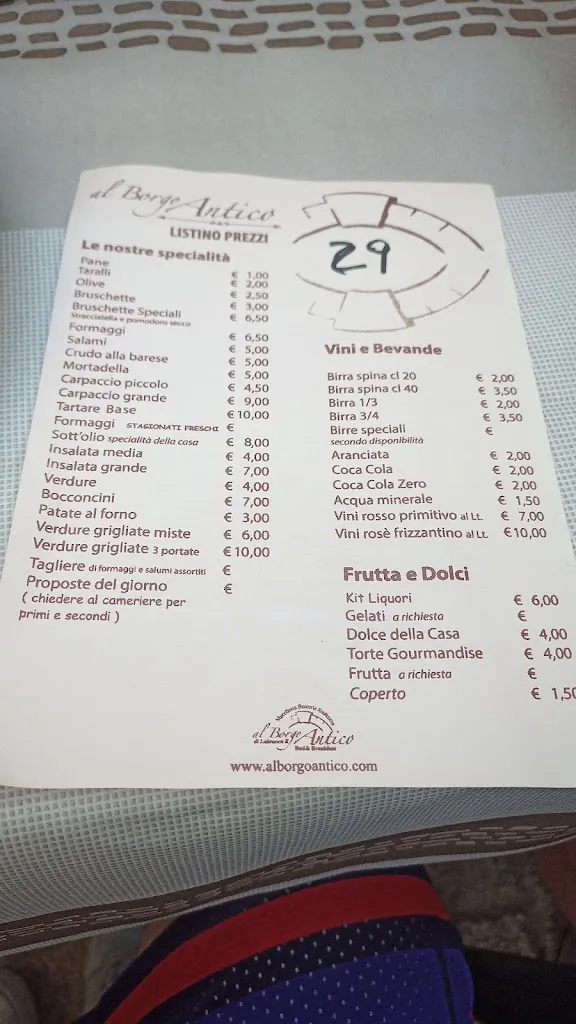 al Borgo Antico
BAT
LISTINO PREZZI
29
Le nostre specialità
Pane € 1,00
Taralli € 2,00
Olive € 2,50
Bruschette € 3,00
Bruschette Speciali € 6,50
Stracciatella e pomodoro secco
Formaggi € 6,50
Salami € 5,00
Crudo alla barese € 5,00
Mortadella € 5,00
Carpaccio piccolo € 4,50
Carpaccio grande € 9,00
Tartare Base €10,00
Formaggi STAGIONATI FRESCHI €
Sott'olio specialità della casa € 8,00
Insalata media € 4,00
Insalata grande € 7,00
Verdure € 4,00
Bocconcini € 7,00
Patate al forno € 3,00
Verdure grigliate miste € 6,00
Verdure grigliate 3 portate €10,00
Tagliere di formaggi e salumi assortiti €
Proposte del giorno €
( chiedere al cameriere per
primi e secondi )
Vini e Bevande
Birra spina cl 20 € 2,00
Birra spina cl 40 € 3,50
Birra 1/3 € 2,00
Birra 3/4 € 3,50
Birre speciali €
secondo disponibilità
Aranciata € 2,00
Coca Cola € 2,00
Coca Cola Zero € 2,00
Acqua minerale € 1,50
Vini rosso primitivo al Lt. € 7,00
Vini rosè frizzantino al Lt. €10,00
Frutta e Dolci
Kit Liquori € 6,00
Gelati a richiesta €
Dolce della Casa € 4,00
Torte Gourmandise € 4,00
Frutta a richiesta €
Coperto € 1,50
al Borgo Antico
Bed& Breakfast
www.alborgoantico.com